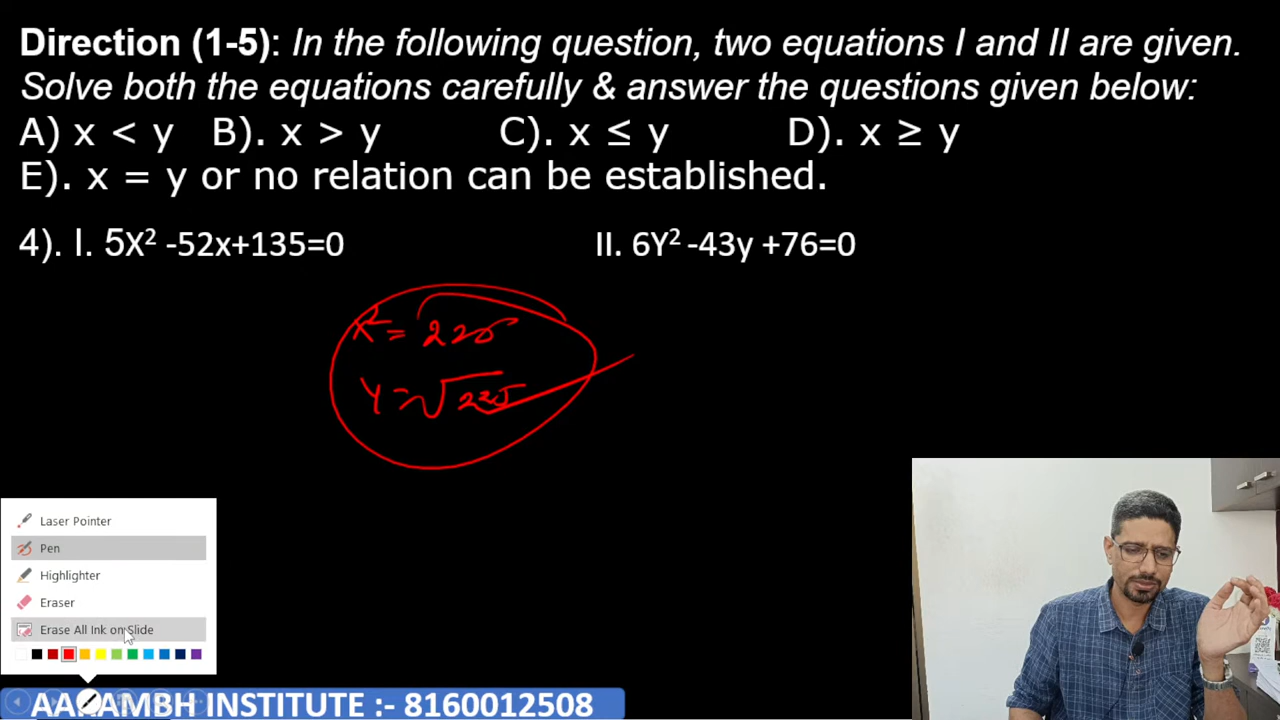 Direction (1-5): In the following question, two equations I and II are given.
Solve both the equations carefully & answer the questions given below:
A) x < y B). x > y C). x ≤ y D). x ≥ y
E). x = y or no relation can be established.
4). I. 5X² -52x+135=0 II. 6Y² -43y +76=0
x² = 225
y = √225
Laser Pointer
Pen
Highlighter
Eraser
Erase All Ink on Slide
AARAMBH INSTITUTE :- 8160012508